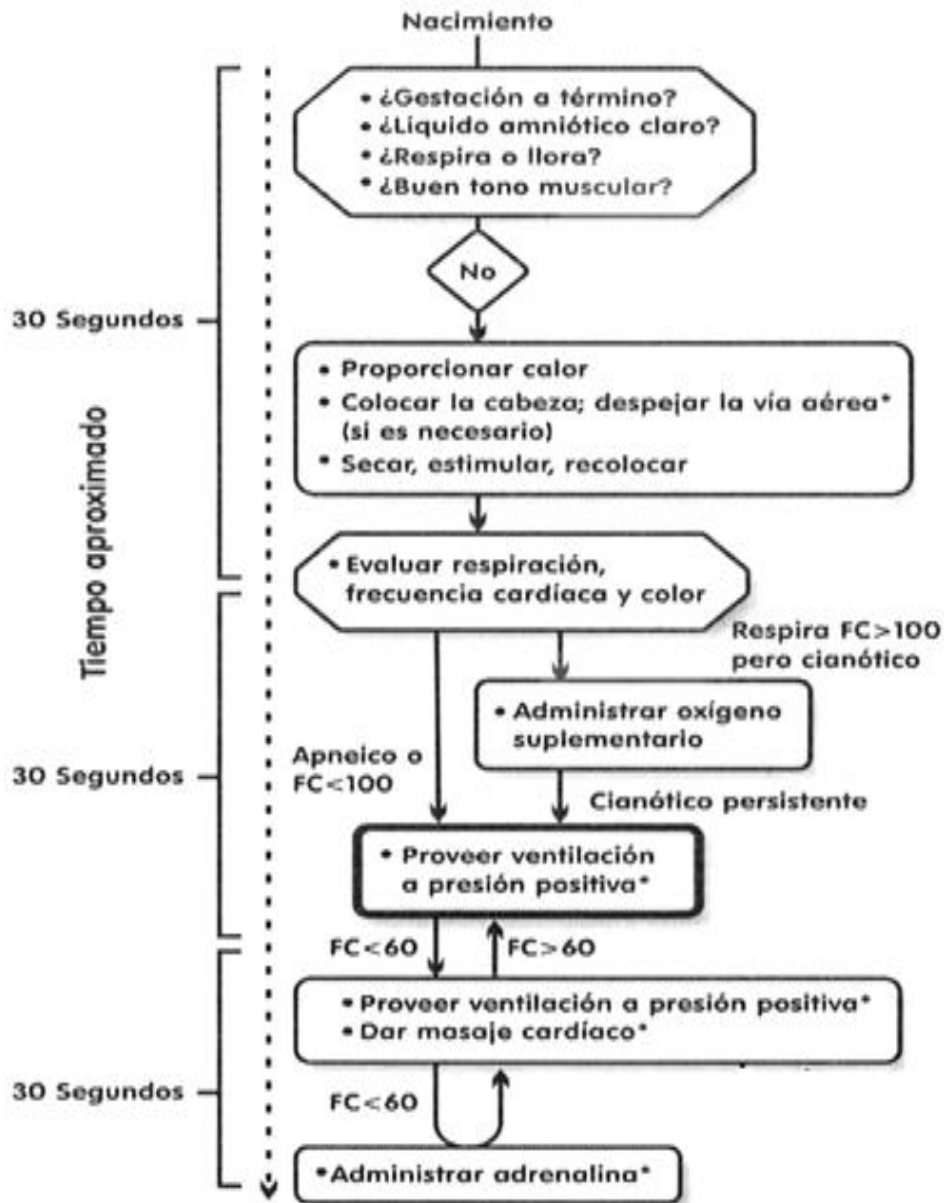 Nacimiento
• ¿Gestación a término?
• ¿Líquido amniótico claro?
• ¿Respira o llora?
• ¿Buen tono muscular?
No
30 Segundos
• Proporcionar calor
• Colocar la cabeza; despejar la vía aérea*
(si es necesario)
• Secar, estimular, recolocar
Tiempo aproximado
• Evaluar respiración,
frecuencia cardíaca y color
Respira FC>100
pero cianótico
• Administrar oxígeno
suplementario
30 Segundos
Apneico o
FC<100
Cianótico persistente
• Proveer ventilación
a presión positiva*
FC<60
FC>60
• Proveer ventilación a presión positiva*
• Dar masaje cardíaco*
30 Segundos
FC<60
•Administrar adrenalina*